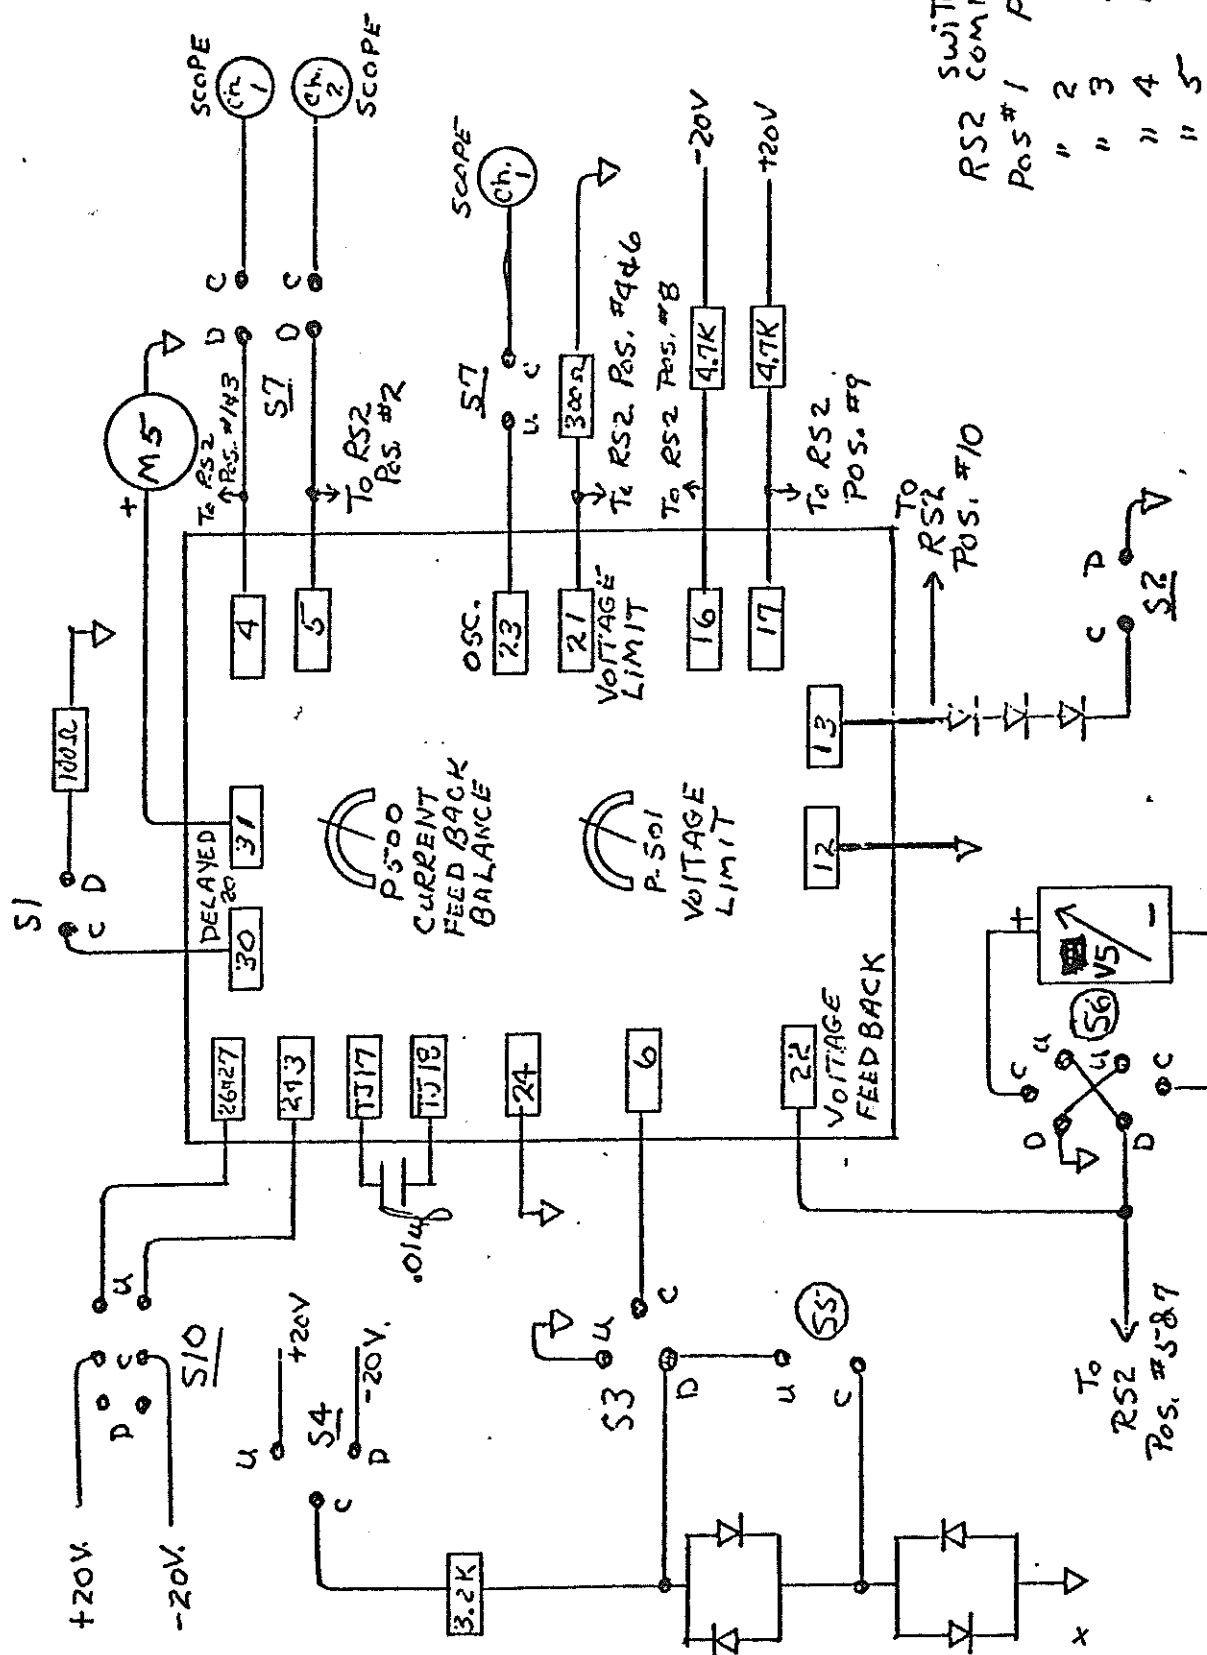 +20V.
-20V.
D
C
U
S10
U
S4
D
C
+20V
-20V.
3.2K
X
.01u
S3
U
D
C
U
C
S5
To
RS2
Pos. #5&7
26&27
2&3
TJ17
TJ18
24
6
22
VOLTAGE
FEEDBACK
S1
C
D
100Ω
DELAYED
20
30
31
P500
CURRENT
FEED BACK
BALANCE
P-501
VOLTAGE
LIMIT
12
13
+
M5
4
5
OSC.
23
21
VOLTAGE
LIMIT
16
17
To RS2
Pos. #1&3
D
C
S7
D
C
To RS2
Pos. #2
SCOPE
Ch.
1
Ch.
2
SCOPE
S7
U
C
SCOPE
Ch.
1
300Ω
To RS2 Pos. #4&6
To RS2 Pos. #8
4.7K
-20V
4.7K
+20V
To RS2
Pos. #9
To
RS2
Pos. #10
C
D
S2
D
D
C
U
U
C
S6
+
V5
-
RS2
Pos #1
" 2
" 3
" 4
" 5